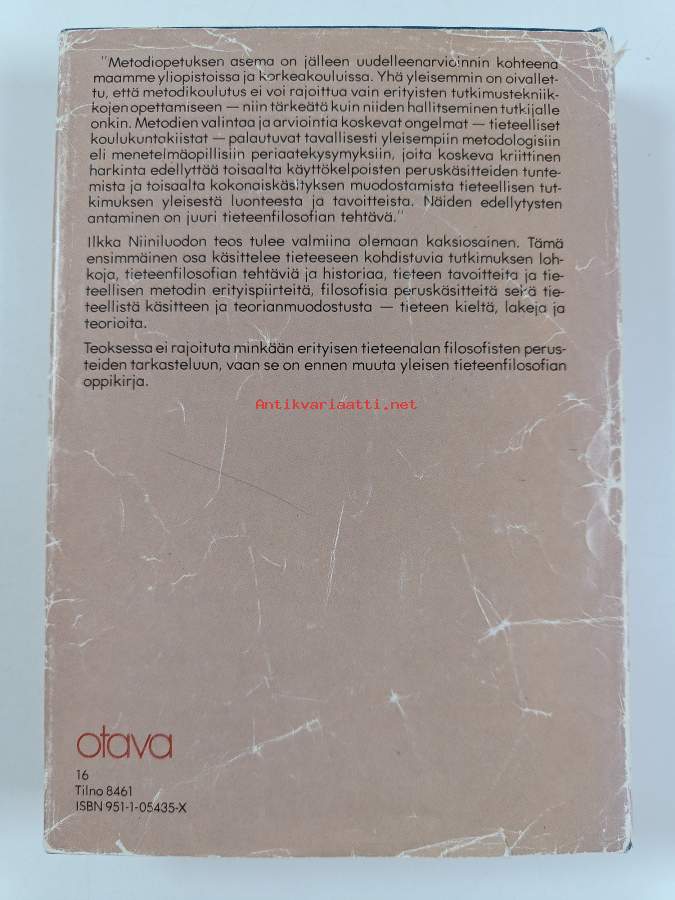 "Metodiopetuksen asema on jälleen uudelleenarvioinnin kohteena
maamme yliopistoissa ja korkeakouluissa. Yhä yleisemmin on oivallet-
tu, että metodikoulutus ei voi rajoittua vain erityisten tutkimustekniik-
kojen opettamiseen — niin tärkeätä kuin niiden hallitseminen tutkijalle
onkin. Metodien valintaa ja arviointia koskevat ongelmat — tieteelliset
koulukuntakiistat — palautuvat tavallisesti yleisempiin metodologisiin
eli menetelmäopillisiin periaatekysymyksiin, joita koskeva kriittinen
harkinta edellyttää toisaalta käyttökelpoisten peruskäsitteiden tunte-
mista ja toisaalta kokonaiskäsityksen muodostamista tieteellisen tut-
kimuksen yleisestä luonteesta ja tavoitteista. Näiden edellytysten
antaminen on juuri tieteenfilosofian tehtävä."
Ilkka Niiniluodon teos tulee valmiina olemaan kaksiosainen. Tämä
ensimmäinen osa käsittelee tieteeseen kohdistuvia tutkimuksen loh-
koja, tieteenfilosofian tehtäviä ja historiaa, tieteen tavoitteita ja tie-
teellisen metodin erityispiirteitä, filosofisia peruskäsitteitä sekä tie-
teellistä käsitteen ja teorianmuodostusta — tieteen kieltä, lakeja ja
teorioita.
Teoksessa ei rajoituta minkään erityisen tieteenalan filosofisten perus-
teiden tarkasteluun, vaan se on ennen muuta yleisen tieteenfilosofian
oppikirja.
Antikvariaatti.net
otava
16
Tilno 8461
ISBN 951-1-05435-X